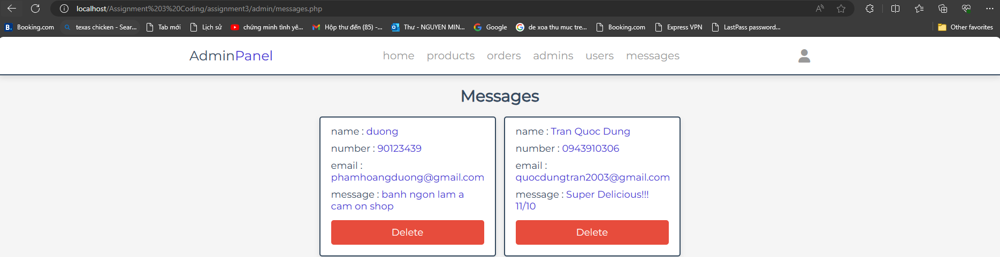 localhost/Assignment%203%20Coding/assignment3/admin/messages.php
Booking.com texas chicken - Sear... Tab mới Lịch sử chứng minh tình yê... Hộp thư đến (85) -... Thư - NGUYEN MIN... Google de xoa thu muc tre... Booking.com Express VPN LastPass password... Other favorites
AdminPanel home products orders admins users messages
Messages
name : duong
number : 90123439
email :
phamhoangduong@gmail.com
message : banh ngon lam a
cam on shop
Delete
name : Tran Quoc Dung
number : 0943910306
email :
quocdungtran2003@gmail.com
message : Super Delicious!!!
11/10
Delete